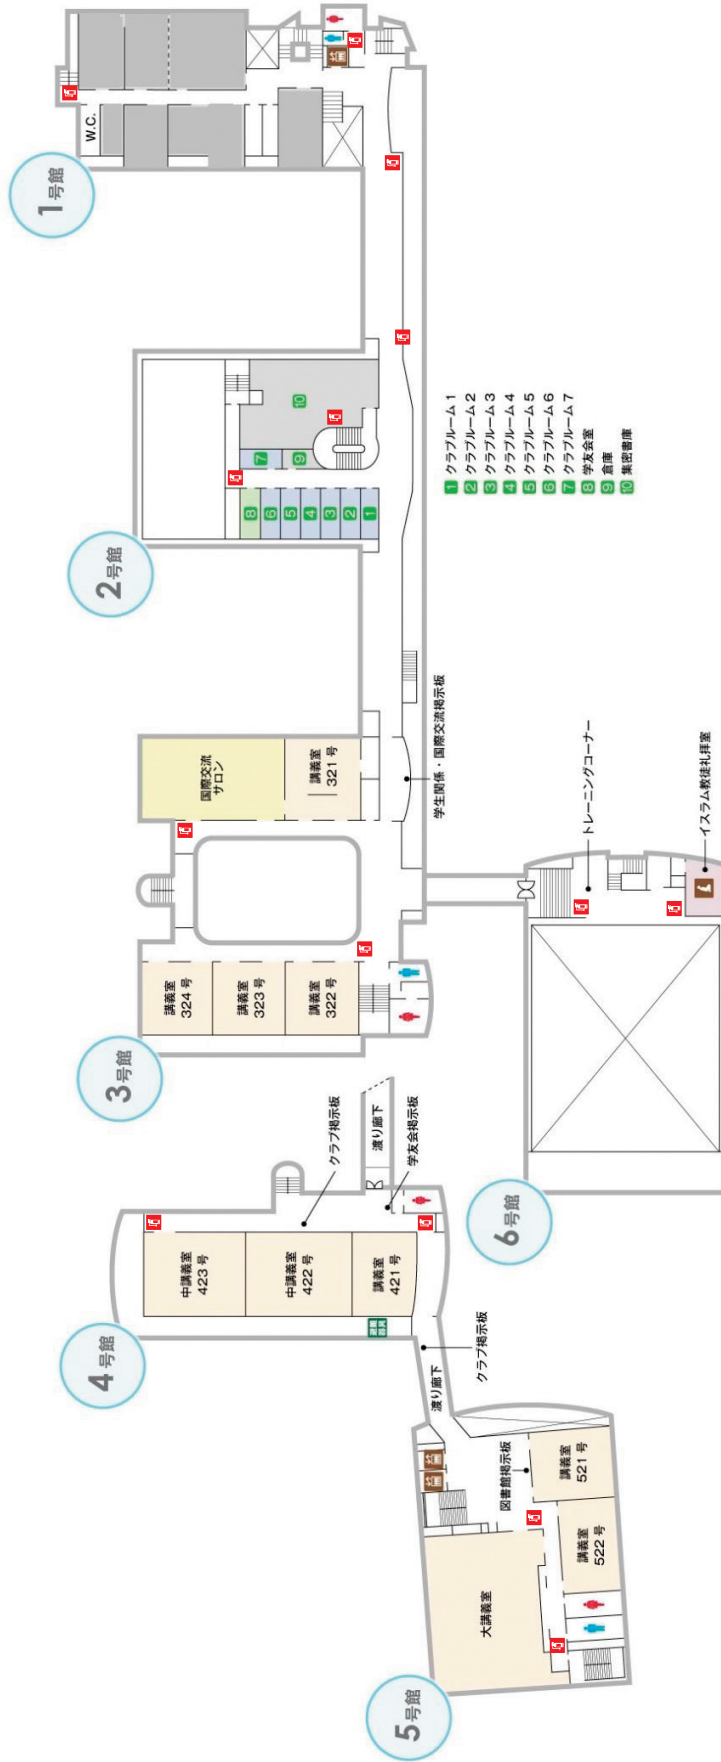 1号館
W.C.
2号館
1 クラブルーム1
2 クラブルーム2
3 クラブルーム3
4 クラブルーム4
5 クラブルーム5
6 クラブルーム6
7 クラブルーム7
8 学友会室
9 倉庫
10 集密書庫
10
9
7
8
6
5
4
3
2
1
3号館
国際交流
サロン
講義室
321号
講義室
324号
講義室
323号
講義室
322号
学生関係・国際交流掲示板
4号館
中講義室
423号
中講義室
422号
講義室
421号
クラブ掲示板
渡り廊下
学友会掲示板
5号館
渡り廊下
クラブ掲示板
図書館掲示板
大講義室
講義室
521号
講義室
522号
6号館
トレーニングコーナー
イスラム教徒礼拝室